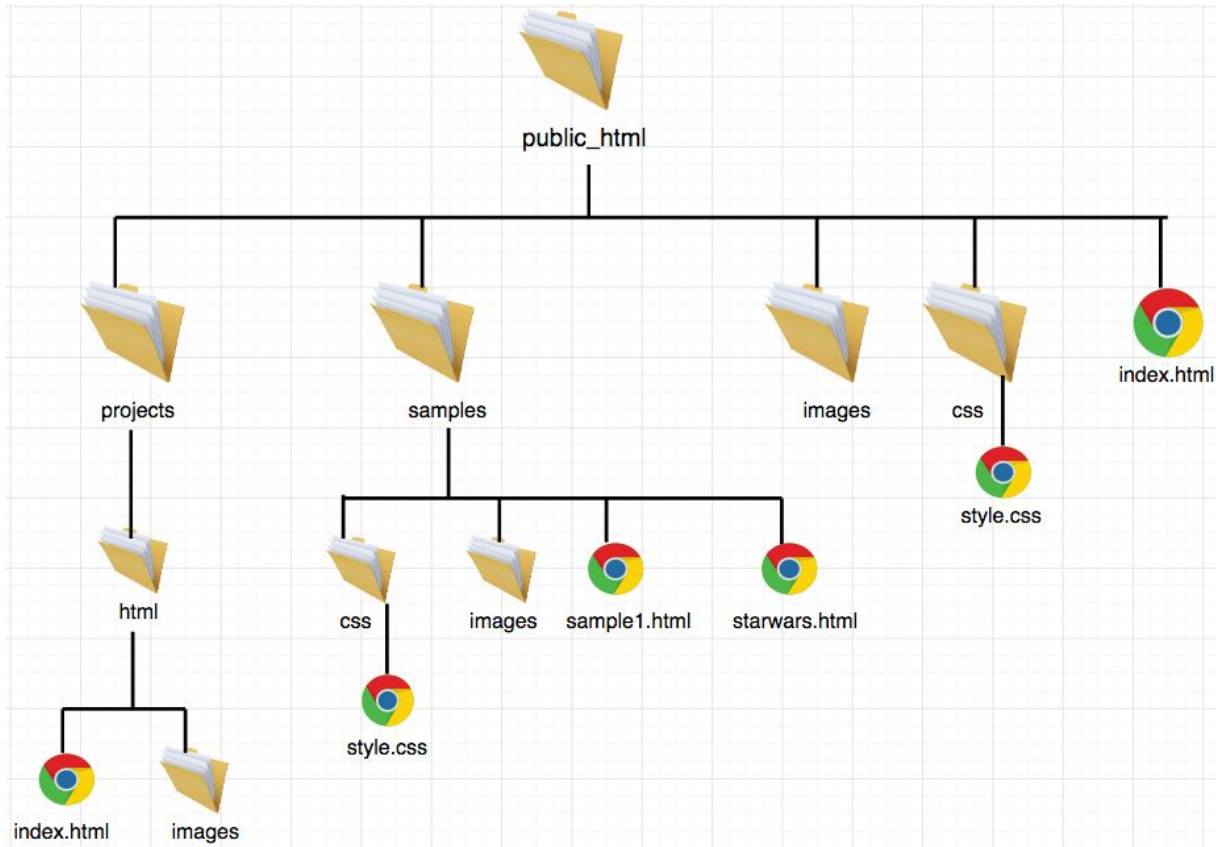 public_html
projects
samples
images
css
index.html
style.css
html
css
images
sample1.html
starwars.html
style.css
index.html
images